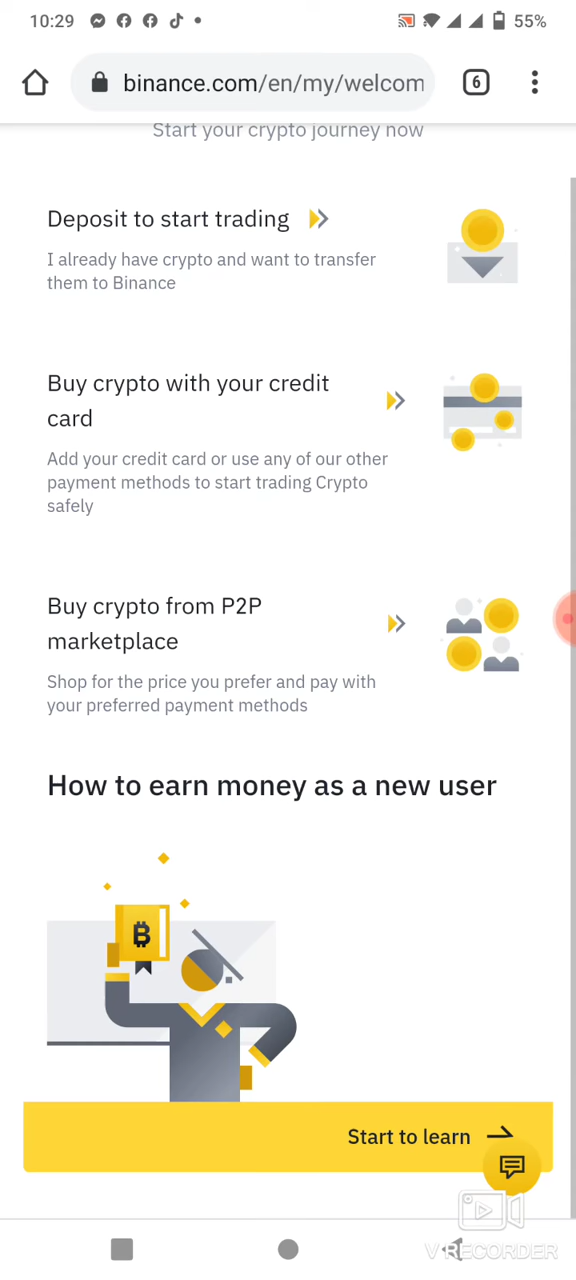 10:29
55%
binance.com/en/my/welcom
6
Start your crypto journey now
Deposit to start trading
I already have crypto and want to transfer
them to Binance
Buy crypto with your credit
card
Add your credit card or use any of our other
payment methods to start trading Crypto
safely
Buy crypto from P2P
marketplace
Shop for the price you prefer and pay with
your preferred payment methods
How to earn money as a new user
Start to learn
V RECORDER